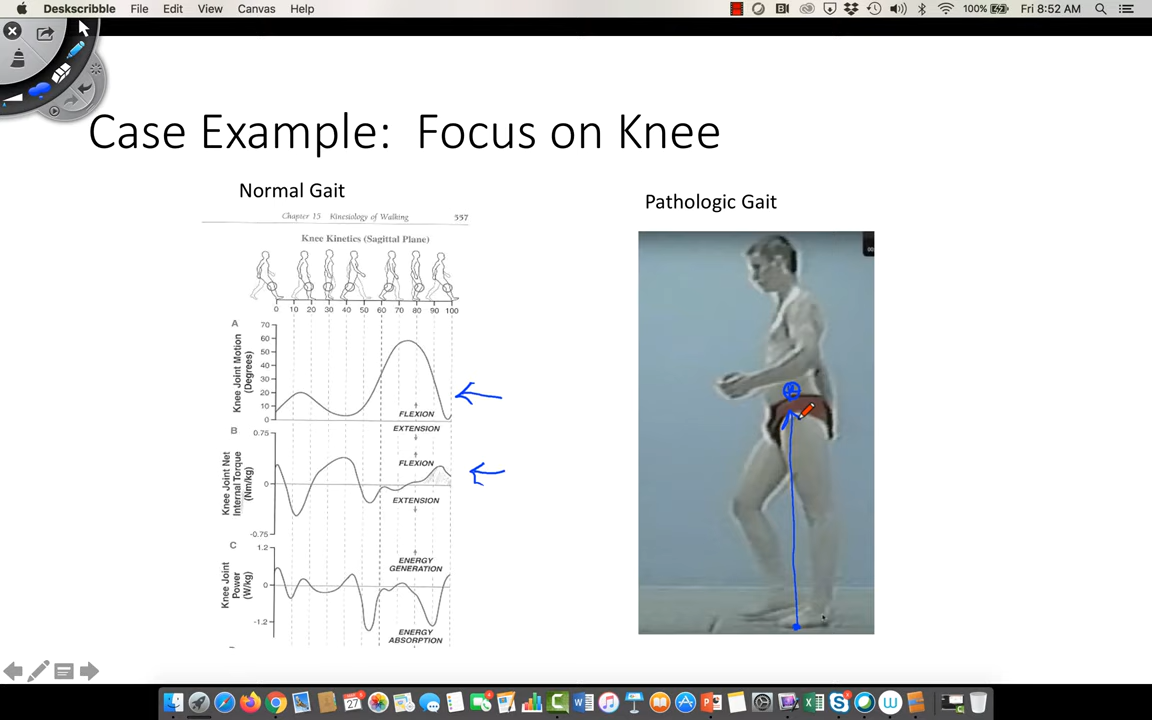 Deskscribble File Edit View Canvas Help
100% Fri 8:52 AM
Case Example: Focus on Knee
Normal Gait
Pathologic Gait
Chapter 15 Kinesiology of Walking 557
Knee Kinetics (Sagittal Plane)
0 10 20 30 40 50 60 70 80 90 100
A
Knee Joint Motion
(Degrees)
70
60
50
40
30
20
10
0
FLEXION
EXTENSION
B
Knee Joint Net
Internal Torque
(Nm/kg)
0.75
0
-0.75
FLEXION
EXTENSION
C
Knee Joint
Power
(W/kg)
1.2
0
-1.2
ENERGY
GENERATION
ENERGY
ABSORPTION